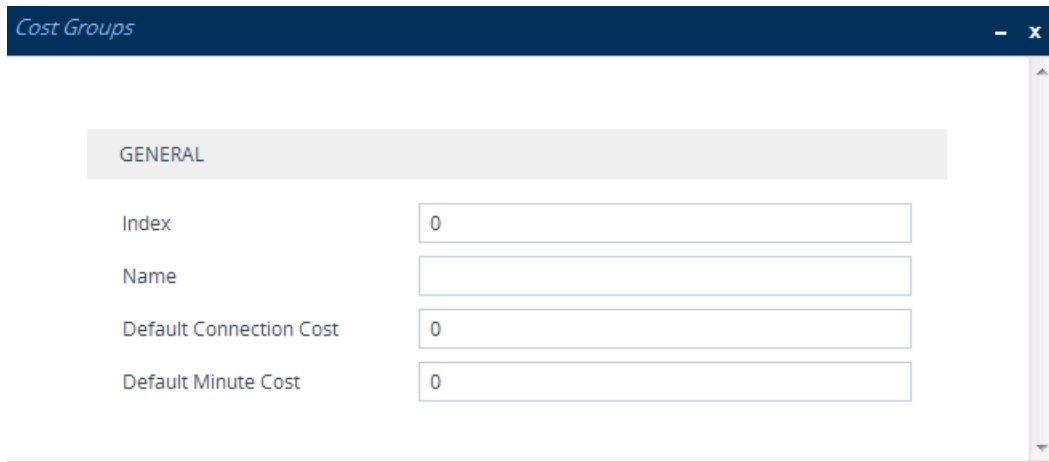 Cost Groups
– x
GENERAL
Index 0
Name
Default Connection Cost 0
Default Minute Cost 0